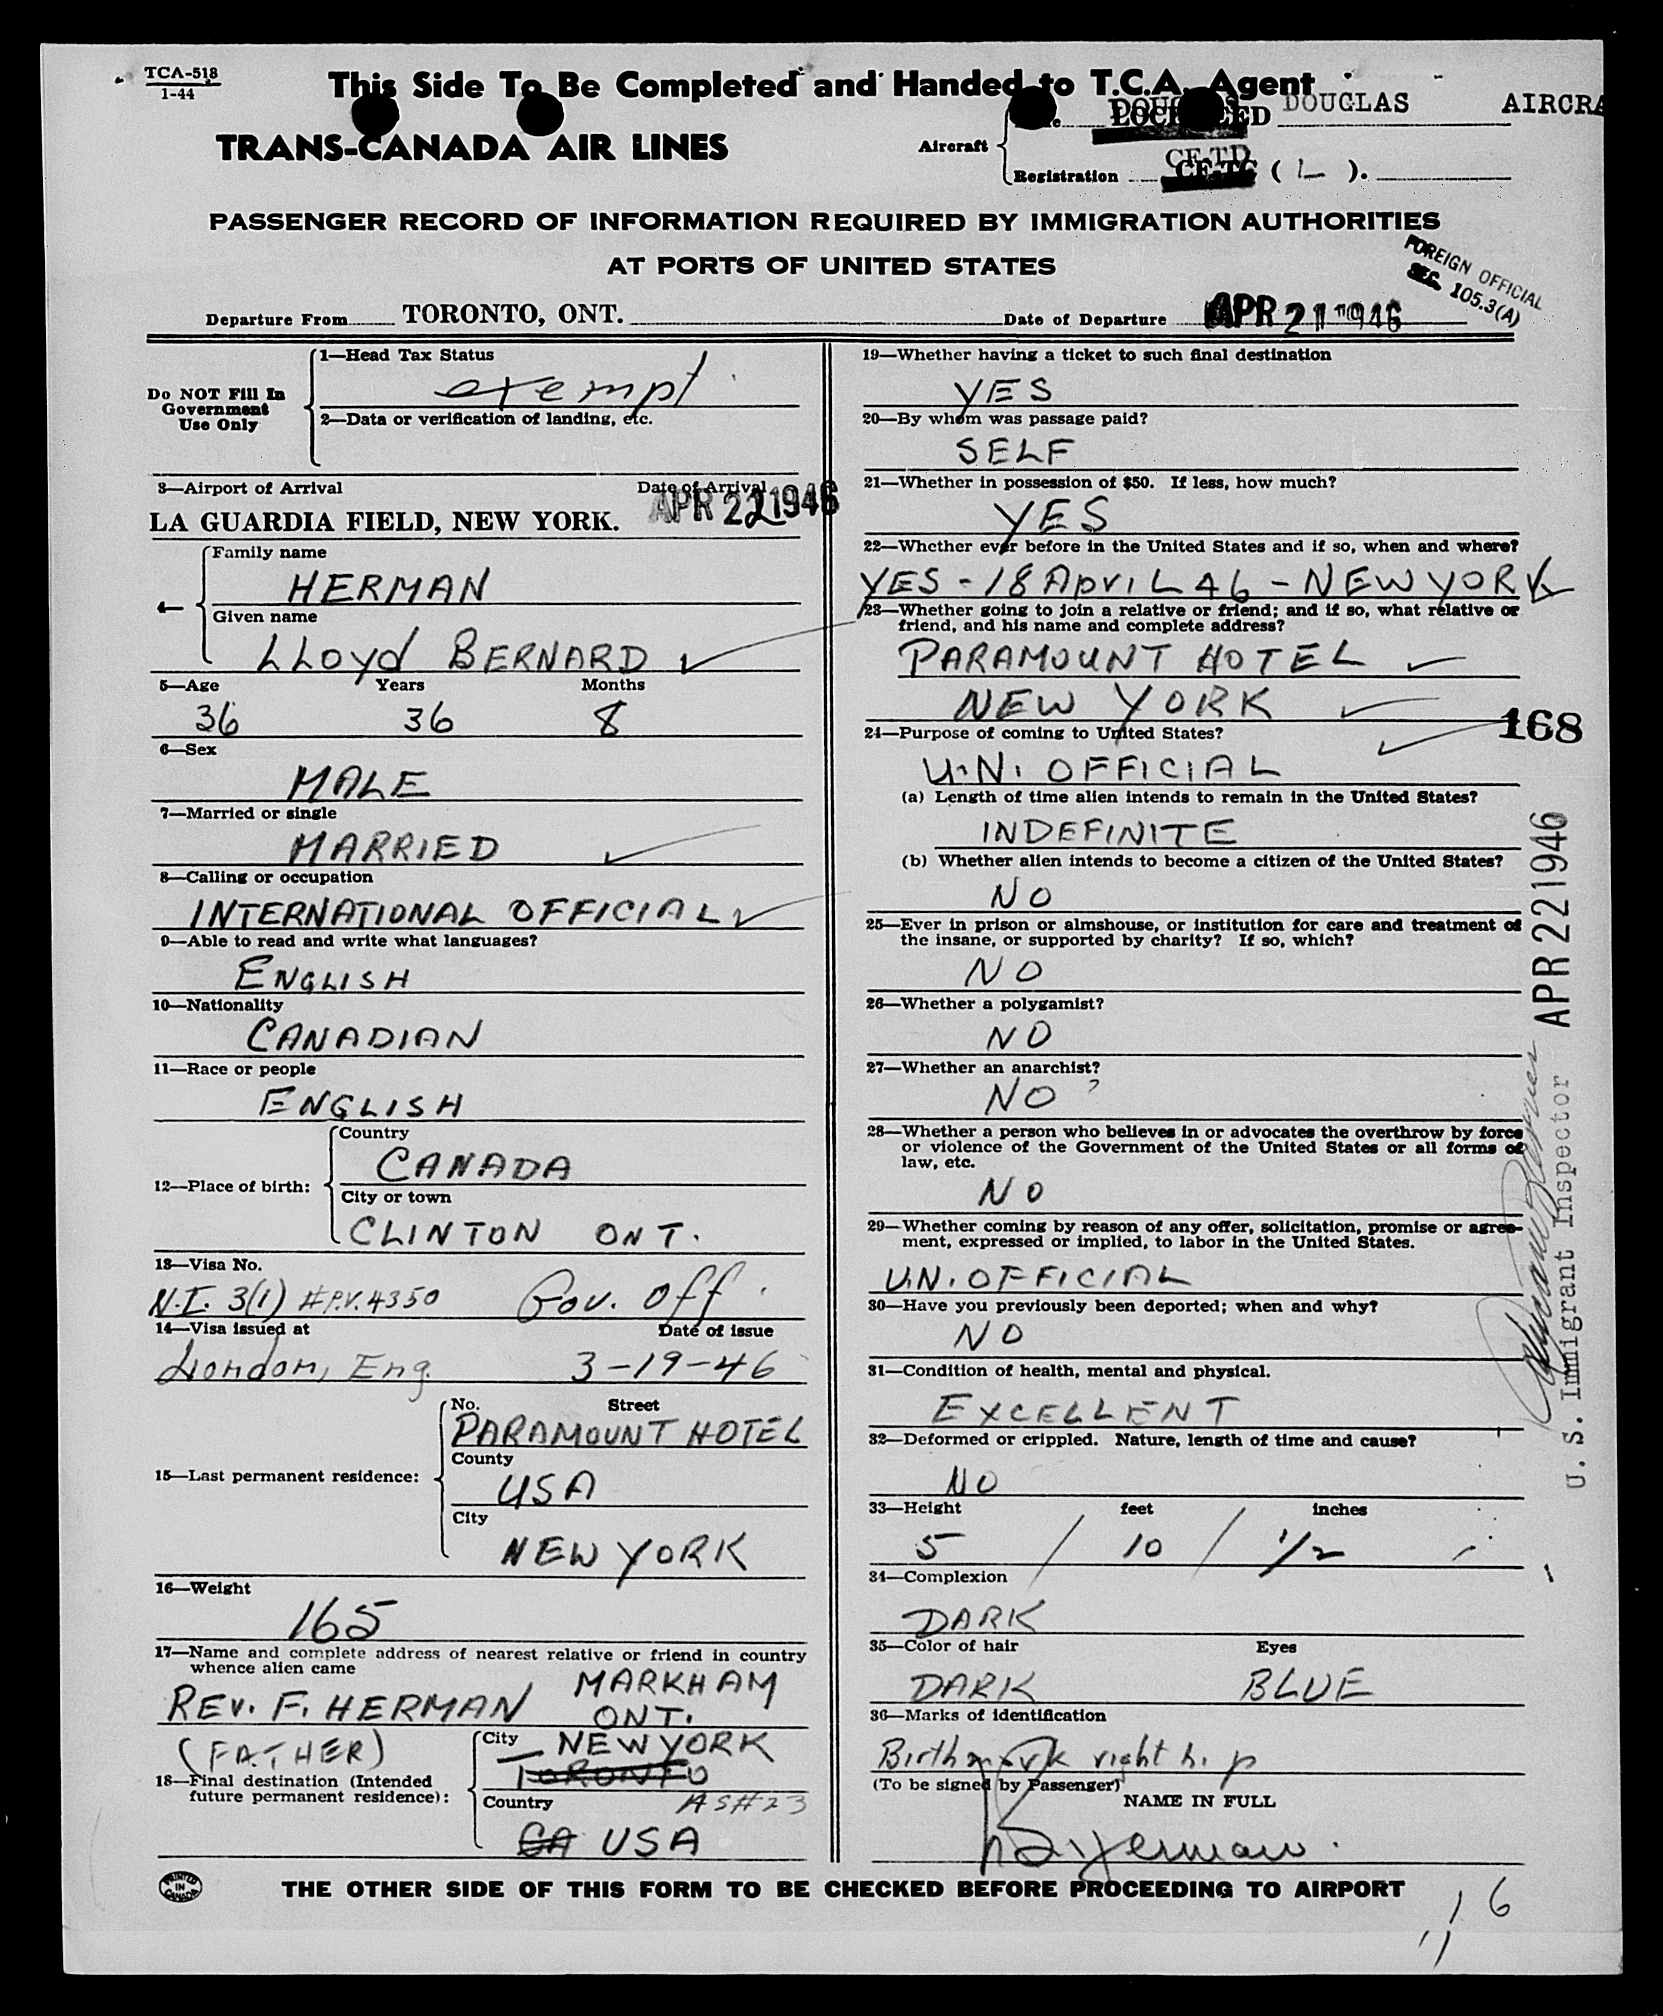 TCA-518
1-44
This Side To Be Completed and Handed to T.C.A. Agent
TRANS-CANADA AIR LINES
Aircraft
DOUGLAS AIRCRA
Registration
CF-TD
( L ).
PASSENGER RECORD OF INFORMATION REQUIRED BY IMMIGRATION AUTHORITIES
AT PORTS OF UNITED STATES
FOREIGN OFFICIAL
SEC. 105.3(A)
Departure From TORONTO, ONT.
Date of Departure APR 21 1946
Do NOT Fill In
Government
Use Only
1—Head Tax Status
exempt
2—Data or verification of landing, etc.
3—Airport of Arrival
Date of Arrival
LA GUARDIA FIELD, NEW YORK.
APR 22 1946
4—
Family name
HERMAN
Given name
LLOYD BERNARD
5—Age Years Months
36 36 8
6—Sex
MALE
7—Married or single
MARRIED
8—Calling or occupation
INTERNATIONAL OFFICIAL
9—Able to read and write what languages?
ENGLISH
10—Nationality
CANADIAN
11—Race or people
ENGLISH
12—Place of birth:
Country
CANADA
City or town
CLINTON ONT.
13—Visa No.
N.I. 3(1) #P.V. 4350 Gov. Off.
14—Visa issued at Date of issue
London, Eng. 3-19-46
15—Last permanent residence:
No. Street
PARAMOUNT HOTEL
County
USA
City
NEW YORK
16—Weight
165
17—Name and complete address of nearest relative or friend in country
whence alien came
REV. F. HERMAN MARKHAM
ONT.
(FATHER)
18—Final destination (Intended
future permanent residence):
City
NEW YORK
TORONTO
Country
AS#23
CA USA
19—Whether having a ticket to such final destination
YES
20—By whom was passage paid?
SELF
21—Whether in possession of $50. If less, how much?
YES
22—Whether ever before in the United States and if so, when and where?
YES - 18 APRIL 46 - NEW YORK
23—Whether going to join a relative or friend; and if so, what relative or
friend, and his name and complete address?
PARAMOUNT HOTEL
NEW YORK
168
24—Purpose of coming to United States?
U.N. OFFICIAL
(a) Length of time alien intends to remain in the United States?
INDEFINITE
(b) Whether alien intends to become a citizen of the United States?
NO
25—Ever in prison or almshouse, or institution for care and treatment of
the insane, or supported by charity? If so, which?
NO
26—Whether a polygamist?
NO
27—Whether an anarchist?
NO
28—Whether a person who believes in or advocates the overthrow by force
or violence of the Government of the United States or all forms of
law, etc.
NO
29—Whether coming by reason of any offer, solicitation, promise or agree-
ment, expressed or implied, to labor in the United States.
U.N. OFFICIAL
30—Have you previously been deported; when and why?
NO
31—Condition of health, mental and physical.
EXCELLENT
32—Deformed or crippled. Nature, length of time and cause?
NO
33—Height feet inches
5 / 10 / 1/2
34—Complexion
DARK
35—Color of hair Eyes
DARK BLUE
36—Marks of identification
Birthmark right hip
(To be signed by Passenger)
NAME IN FULL
LB Herman.
APR 22 1946
U. S. Immigrant Inspector
PRINTED IN CANADA
THE OTHER SIDE OF THIS FORM TO BE CHECKED BEFORE PROCEEDING TO AIRPORT
16